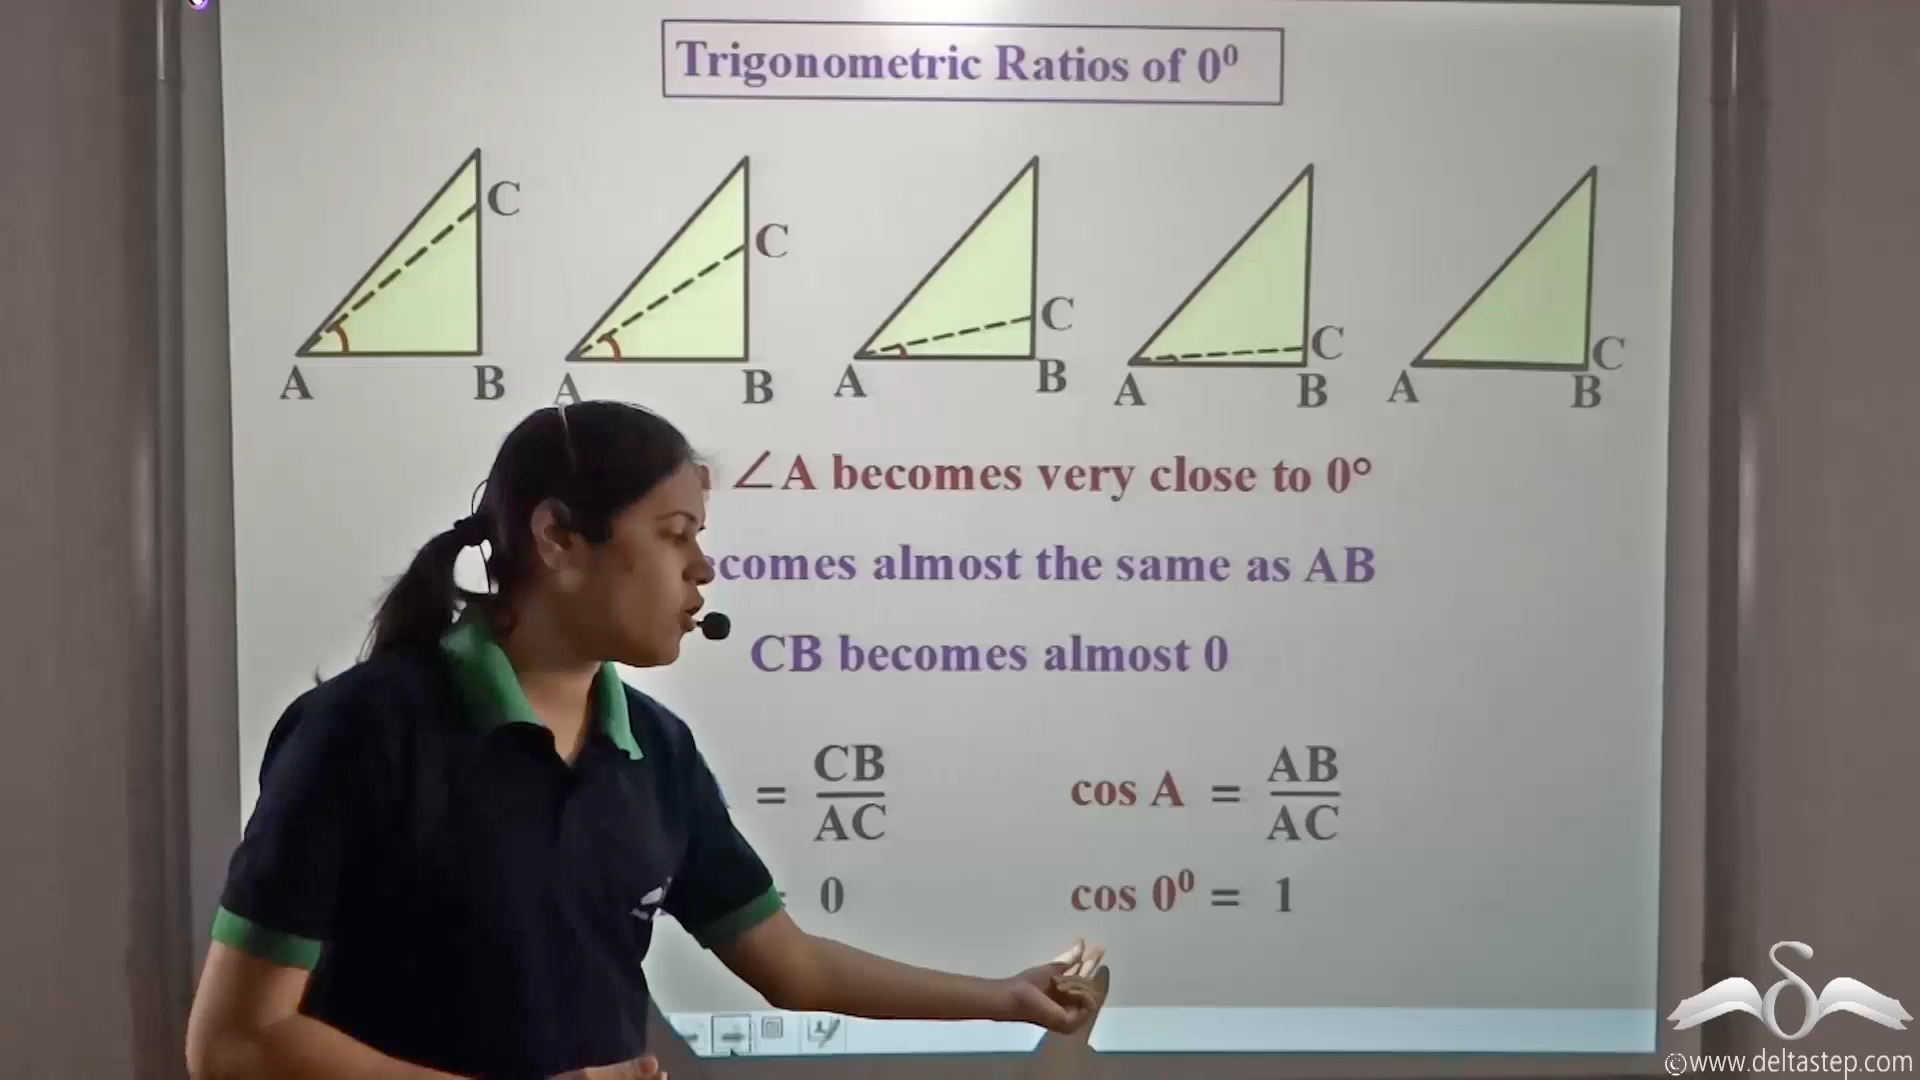 Trigonometric Ratios of 0⁰
C C C C C
A B A B A B A B A B
∠A becomes very close to 0°
almost the same as AB
CB becomes almost 0
= CB/AC cos A = AB/AC
0 cos 0⁰ = 1
©www.deltastep.com